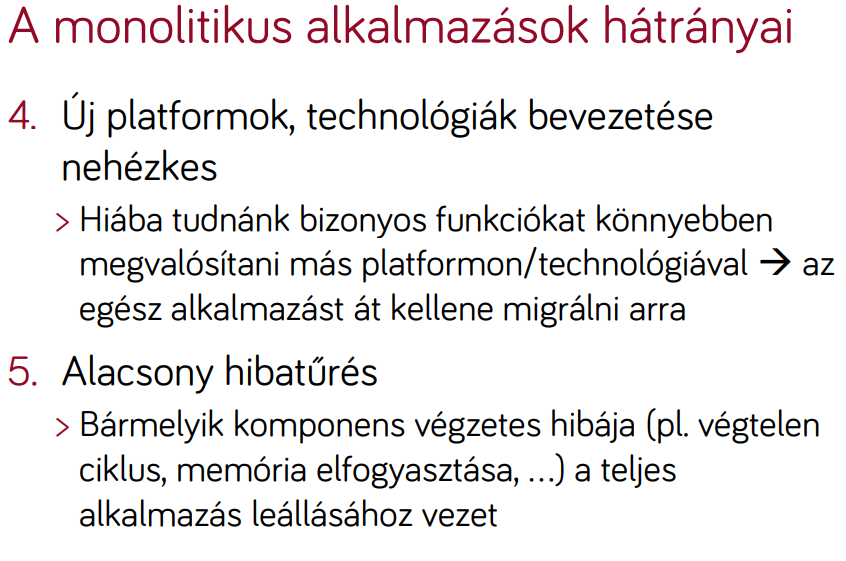 A monolitikus alkalmazások hátrányai
4. Új platformok, technológiák bevezetése
nehézkes
> Hiába tudnánk bizonyos funkciókat könnyebben
megvalósítani más platformon/technológiával → az
egész alkalmazást át kellene migrálni arra
5. Alacsony hibatűrés
> Bármelyik komponens végzetes hibája (pl. végtelen
ciklus, memória elfogyasztása, ...) a teljes
alkalmazás leállásához vezet